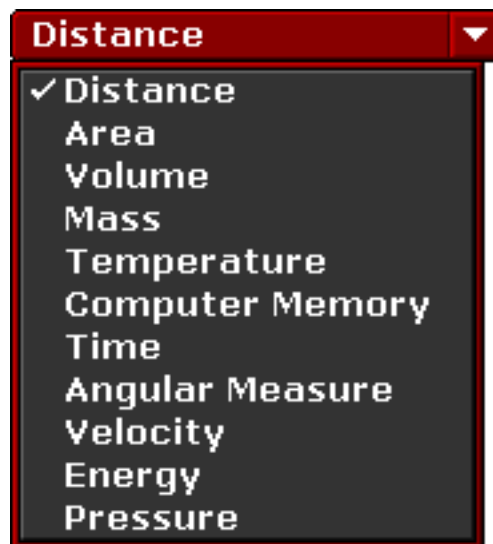 Distance
Distance
Area
Volume
Mass
Temperature
Computer Memory
Time
Angular Measure
Velocity
Energy
Pressure